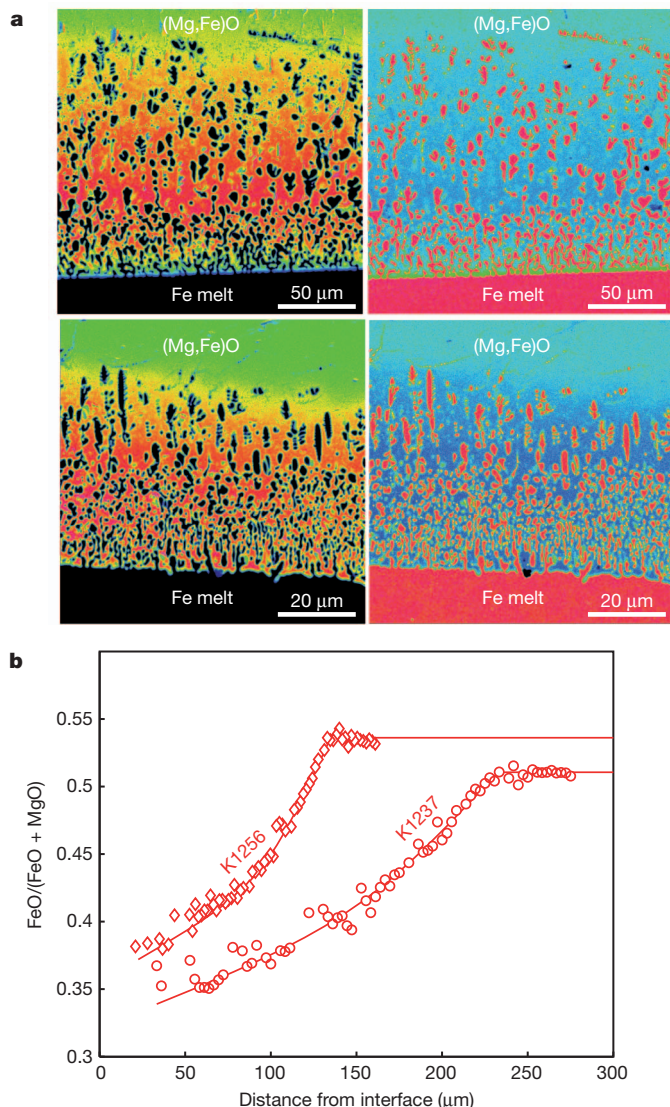 a
(Mg,Fe)O
(Mg,Fe)O
Fe melt
50 μm
50 μm
(Mg,Fe)O
(Mg,Fe)O
Fe melt
20 μm
Fe melt
20 μm
b
FeO/(FeO + MgO)
0.55
0.5
0.45
0.4
0.35
0.3
K1256
K1237
0
50
100
150
200
250
300
Distance from interface (μm)